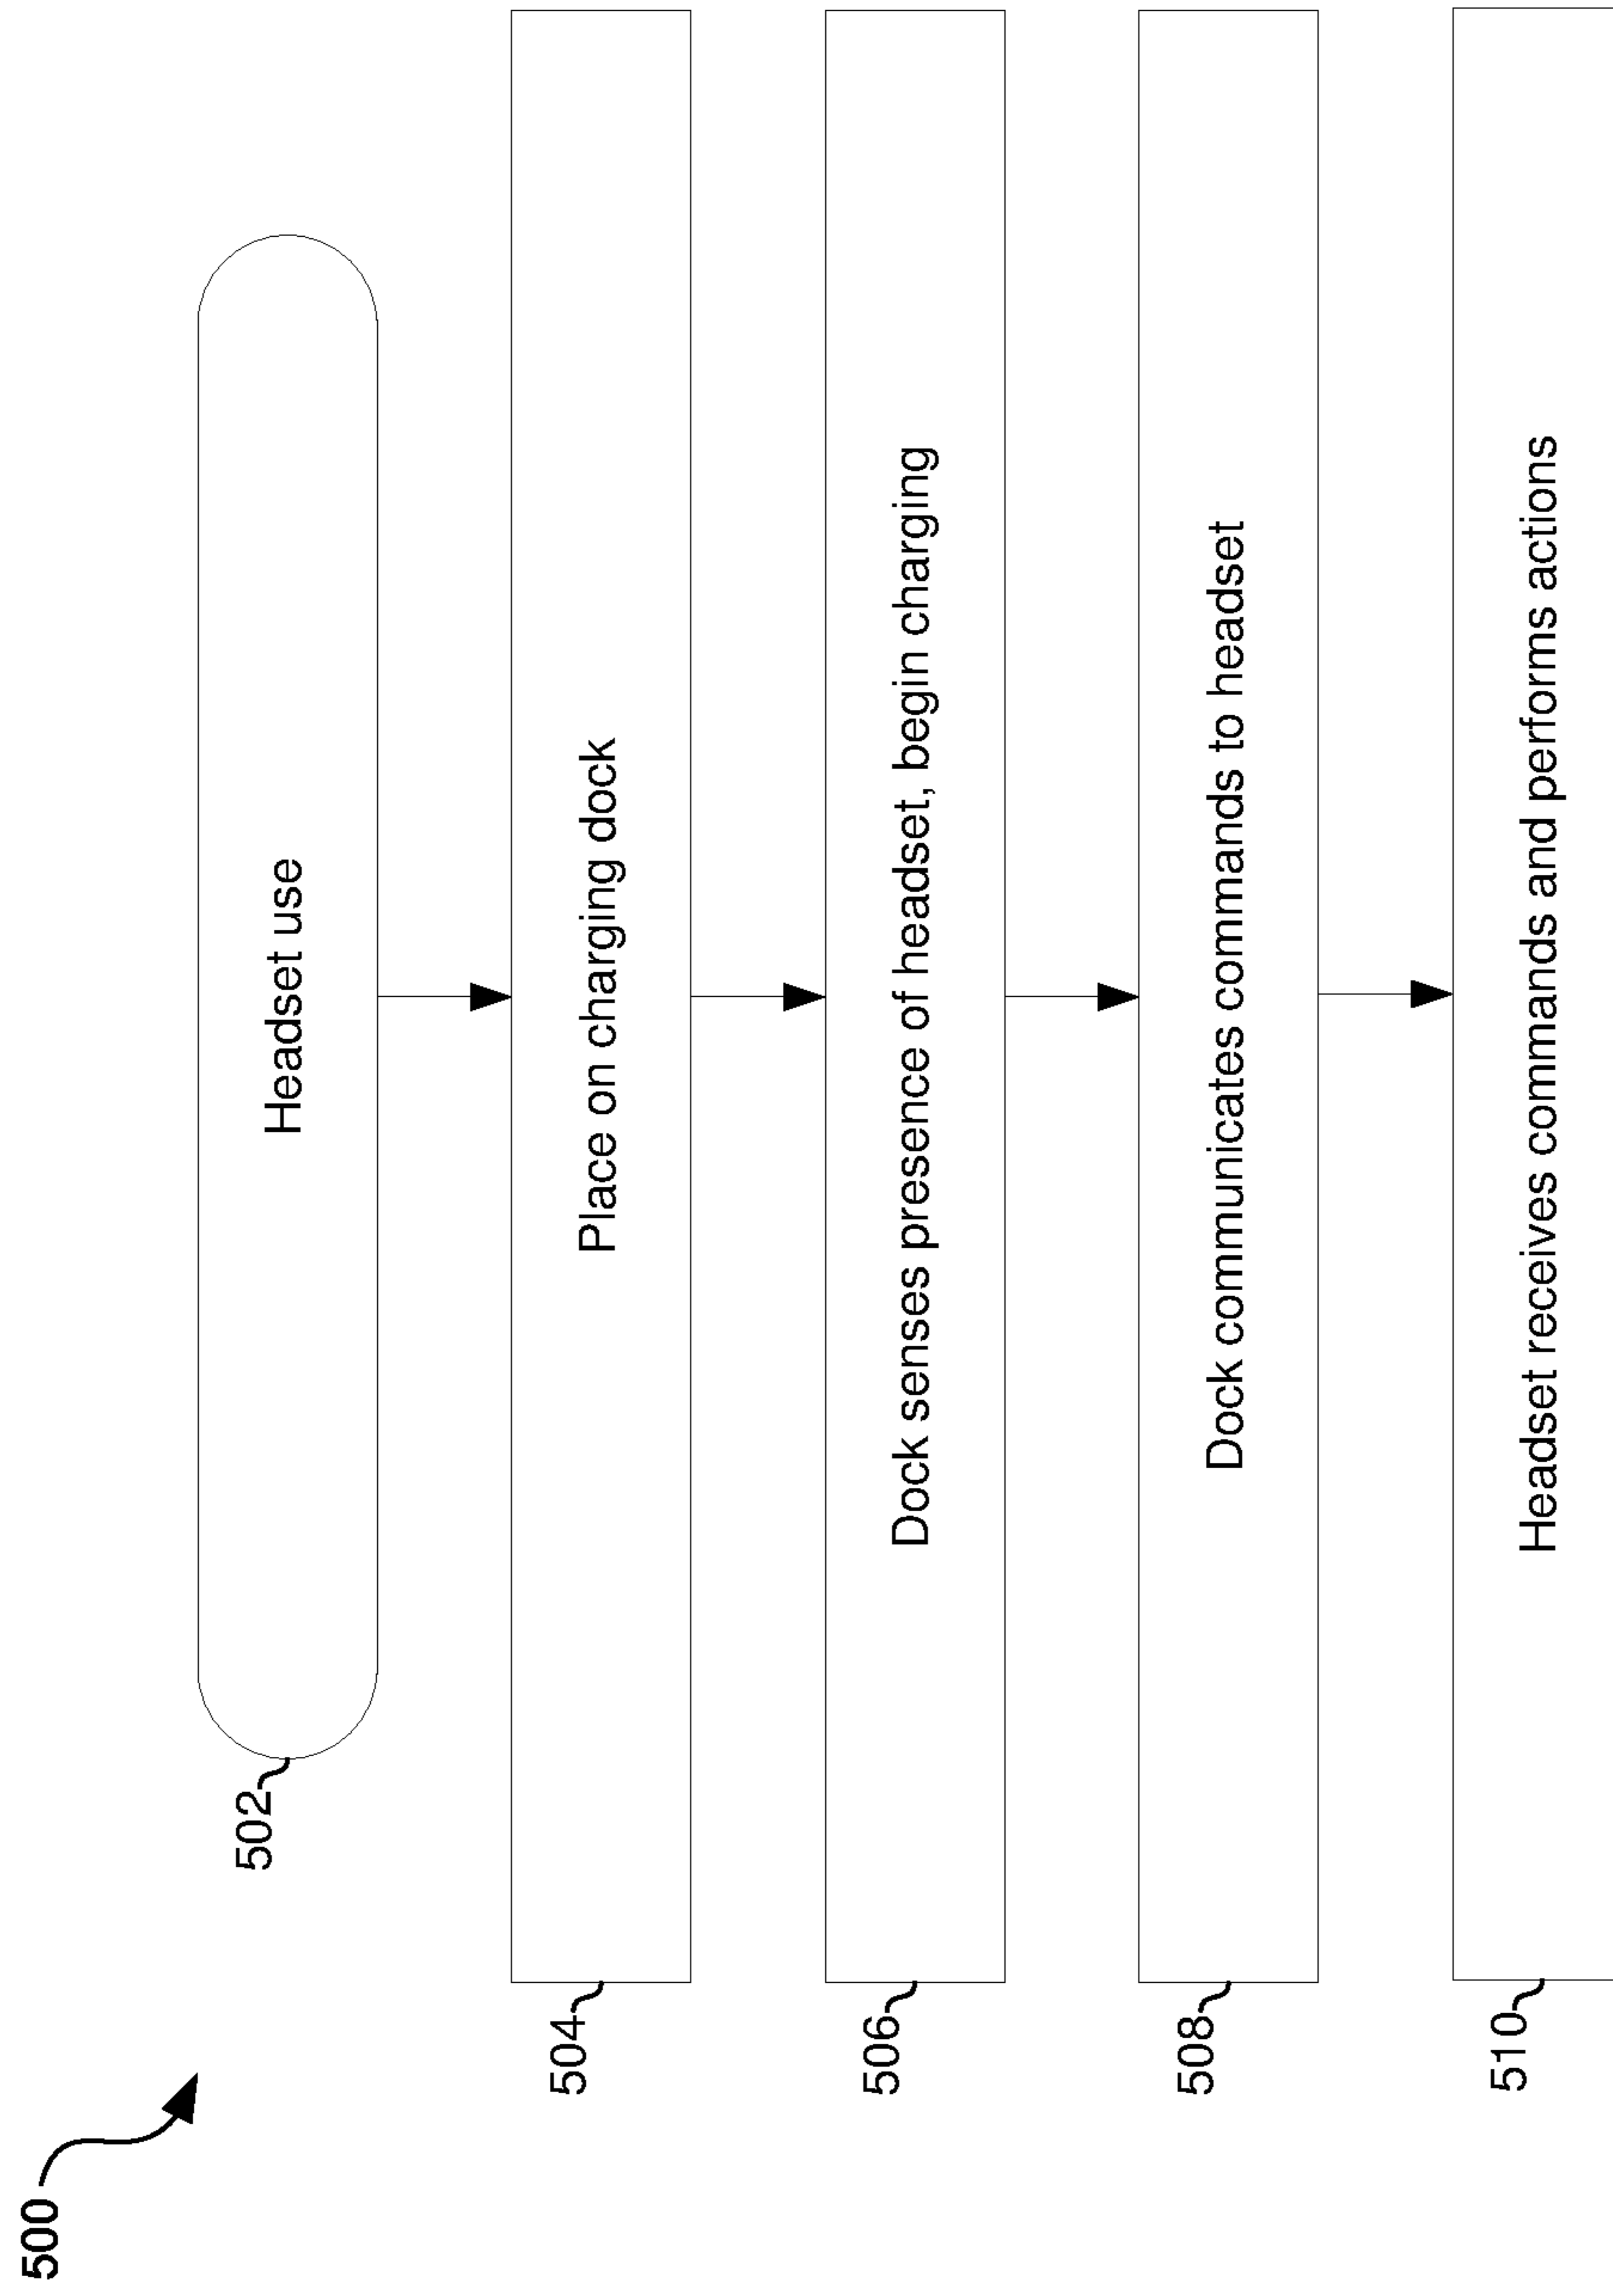 500
502
Headset use
504
Place on charging dock
506
Dock senses presence of headset, begin charging
508
Dock communicates commands to headset
510
Headset receives commands and performs actions